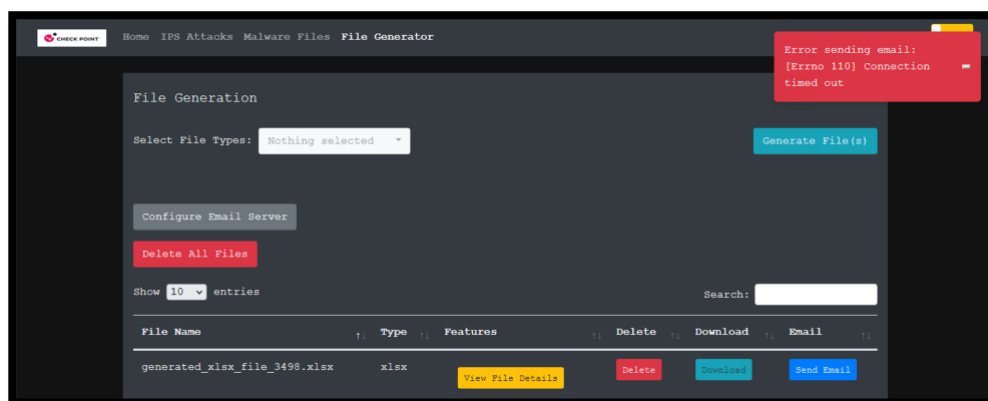 CHECK POINT
Home IPS Attacks Malware Files File Generator
Error sending email:
[Errno 110] Connection
timed out
File Generation
Select File Types: Nothing selected
Generate File(s)
Configure Email Server
Delete All Files
Show 10 entries
Search:
File Name Type Features Delete Download Email
generated_xlsx_file_3498.xlsx xlsx View File Details Delete Download Send Email